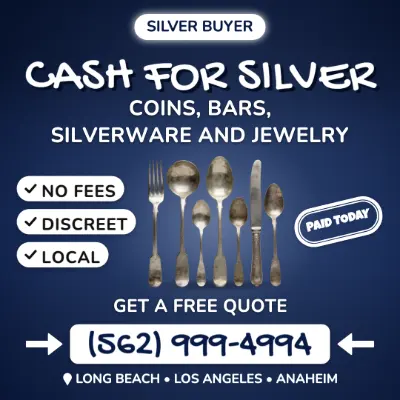 SILVER BUYER
CASH FOR SILVER
COINS, BARS,
SILVERWARE AND JEWELRY
✓ NO FEES
✓ DISCREET
✓ LOCAL
PAID TODAY
GET A FREE QUOTE
(562) 999-4994
LONG BEACH • LOS ANGELES • ANAHEIM